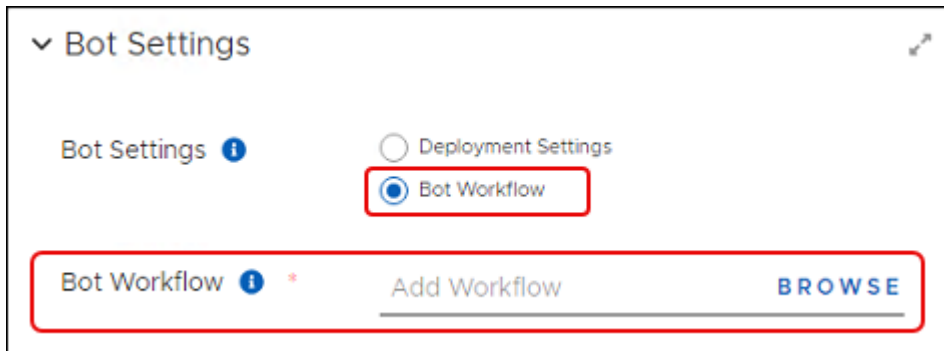 Bot Settings
Bot Settings
Deployment Settings
Bot Workflow
Bot Workflow *
Add Workflow
BROWSE